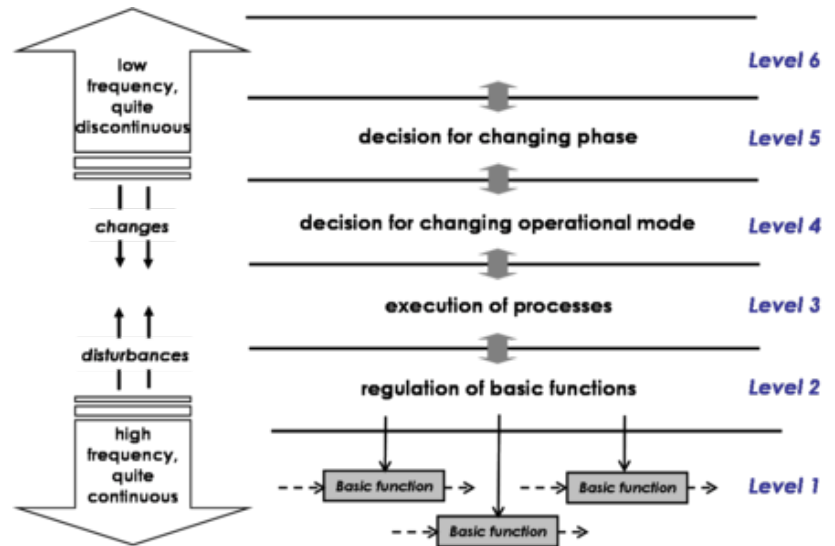 low
frequency,
quite
discontinuous
changes
disturbances
high
frequency,
quite
continuous
Level 6
decision for changing phase
Level 5
decision for changing operational mode
Level 4
execution of processes
Level 3
regulation of basic functions
Level 2
Basic function
Basic function
Basic function
Level 1